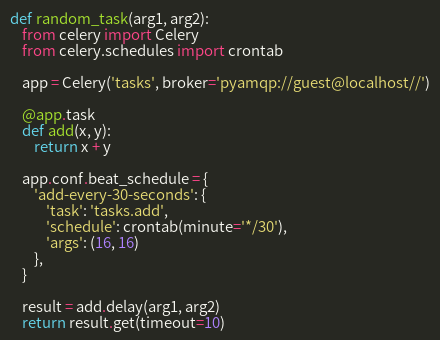 def random_task(arg1, arg2):
    from celery import Celery
    from celery.schedules import crontab

    app = Celery('tasks', broker='pyamqp://guest@localhost//')

    @app.task
    def add(x, y):
        return x + y

    app.conf.beat_schedule = {
        'add-every-30-seconds': {
            'task': 'tasks.add',
            'schedule': crontab(minute='*/30'),
            'args': (16, 16)
        },
    }

    result = add.delay(arg1, arg2)
    return result.get(timeout=10)